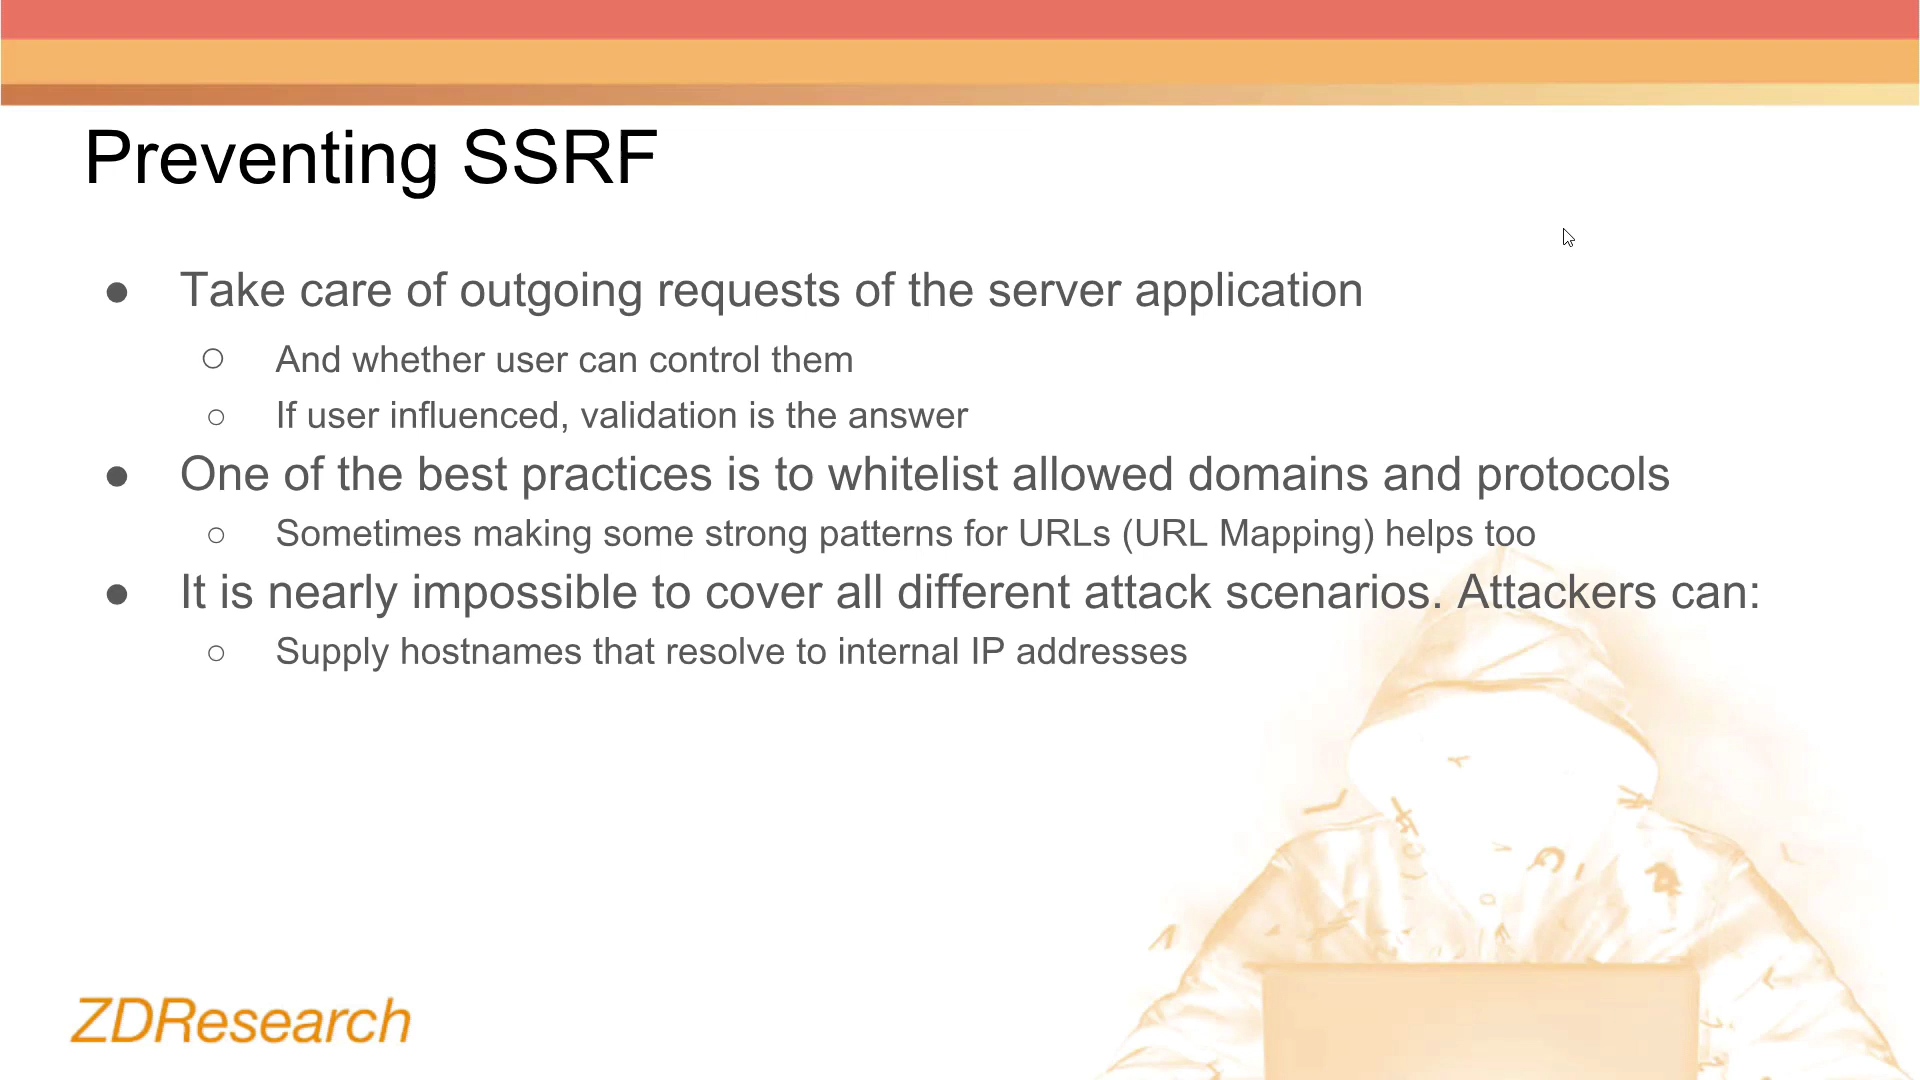 Preventing SSRF
● Take care of outgoing requests of the server application
○ And whether user can control them
○ If user influenced, validation is the answer
● One of the best practices is to whitelist allowed domains and protocols
○ Sometimes making some strong patterns for URLs (URL Mapping) helps too
● It is nearly impossible to cover all different attack scenarios. Attackers can:
○ Supply hostnames that resolve to internal IP addresses
ZDResearch